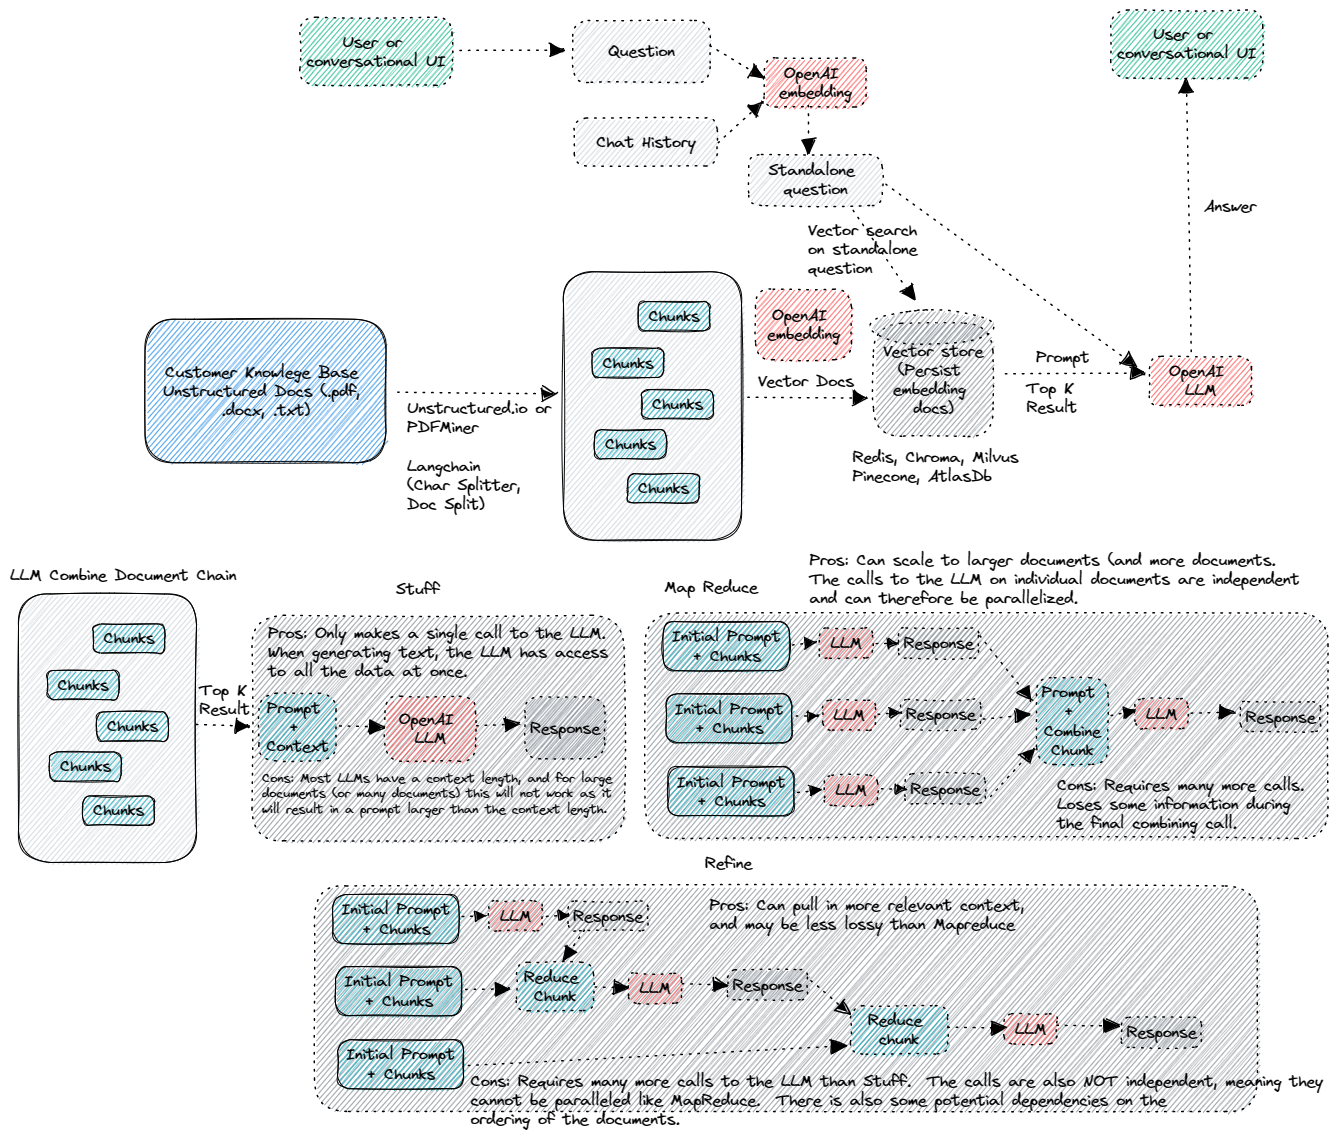 User or
conversational UI
Question
Chat History
OpenAI
embedding
Standalone
question
User or
conversational UI
Answer
Vector search
on standalone
question
Customer Knowlege Base
Unstructured Docs (.pdf,
.docx, .txt)
Unstructured.io or
PDFMiner
Langchain
(Char Splitter,
Doc Split)
Chunks
Chunks
Chunks
Chunks
Chunks
OpenAI
embedding
Vector Docs
Vector store
(Persist
embedding
docs)
Redis, Chroma, Milvus
Pinecone, AtlasDb
Prompt
Top K
Result
OpenAI
LLM
LLM Combine Document Chain
Chunks
Chunks
Chunks
Chunks
Chunks
Top K
Result
Stuff
Pros: Only makes a single call to the LLM.
When generating text, the LLM has access
to all the data at once.
Prompt
+
Context
OpenAI
LLM
Response
Cons: Most LLMs have a context length, and for large
documents (or many documents) this will not work as it
will result in a prompt larger than the context length.
Map Reduce
Pros: Can scale to larger documents (and more documents.
The calls to the LLM on individual documents are independent
and can therefore be parallelized.
Initial Prompt
+ Chunks
LLM
Response
Initial Prompt
+ Chunks
LLM
Response
Initial Prompt
+ Chunks
LLM
Response
Prompt
+
Combine
Chunk
LLM
Response
Cons: Requires many more calls.
Loses some information during
the final combining call.
Refine
Initial Prompt
+ Chunks
LLM
Response
Pros: Can pull in more relevant context,
and may be less lossy than Mapreduce
Initial Prompt
+ Chunks
Reduce
Chunk
LLM
Response
Initial Prompt
+ Chunks
Reduce
chunk
LLM
Response
Cons: Requires many more calls to the LLM than Stuff. The calls are also NOT independent, meaning they
cannot be paralleled like MapReduce. There is also some potential dependencies on the
ordering of the documents.